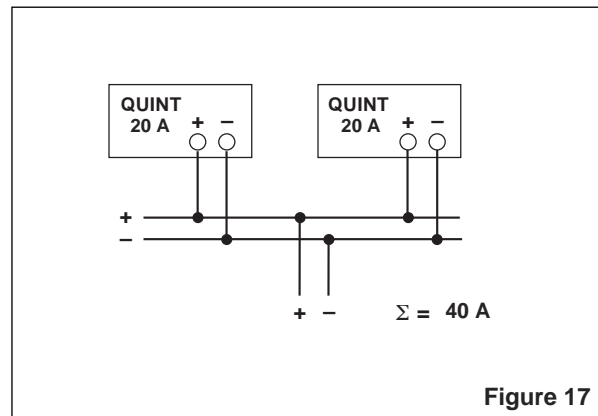 QUINT
20 A
+ −
QUINT
20 A
+ −
+
−
+ − Σ = 40 A
Figure 17